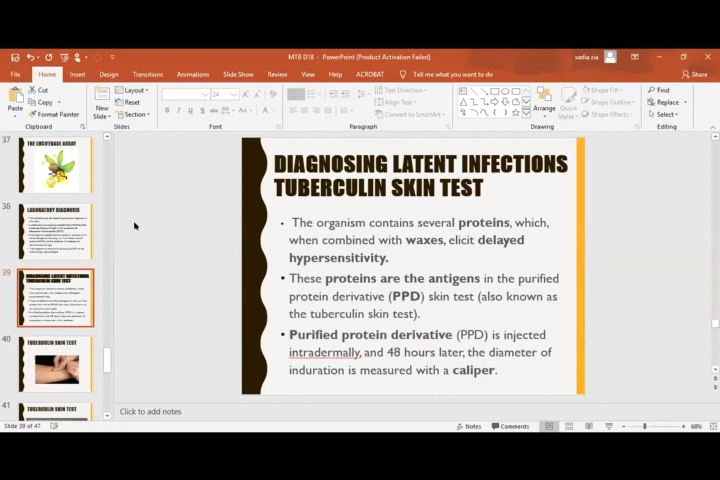 MTB D18 - PowerPoint (Product Activation Failed)
sadia zia
File Home Insert Design Transitions Animations Slide Show Review View Help ACROBAT Tell me what you want to do
Share
Paste
Cut
Copy
Format Painter
Clipboard
New
Slide
Layout
Reset
Section
Slides
24
Font
Text Direction
Align Text
Convert to SmartArt
Paragraph
Arrange
Quick
Styles
Shape Fill
Shape Outline
Shape Effects
Drawing
Find
Replace
Select
Editing
37
THE LUCIFERASE ASSAY
38
LABORATORY DIAGNOSIS
39
DIAGNOSING LATENT INFECTIONS
TUBERCULIN SKIN TEST
40
TUBERCULIN SKIN TEST
41
TUBERCULIN SKIN TEST
DIAGNOSING LATENT INFECTIONS
TUBERCULIN SKIN TEST
• The organism contains several proteins, which,
when combined with waxes, elicit delayed
hypersensitivity.
• These proteins are the antigens in the purified
protein derivative (PPD) skin test (also known as
the tuberculin skin test).
• Purified protein derivative (PPD) is injected
intradermally, and 48 hours later, the diameter of
induration is measured with a caliper.
Click to add notes
Slide 39 of 47
Notes
Comments
68%